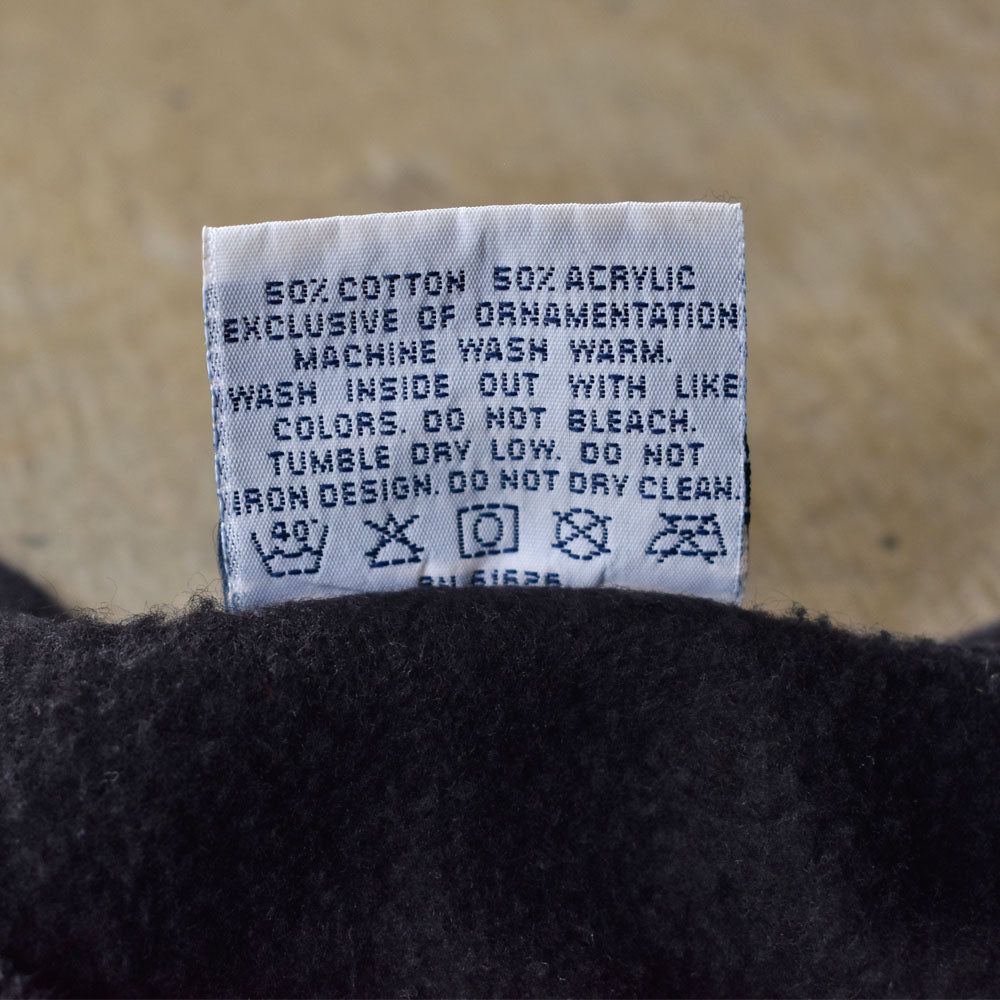 50% COTTON 50% ACRYLIC
EXCLUSIVE OF ORNAMENTATION
MACHINE WASH WARM.
WASH INSIDE OUT WITH LIKE
COLORS. DO NOT BLEACH.
TUMBLE DRY LOW. DO NOT
IRON DESIGN. DO NOT DRY CLEAN.
40°